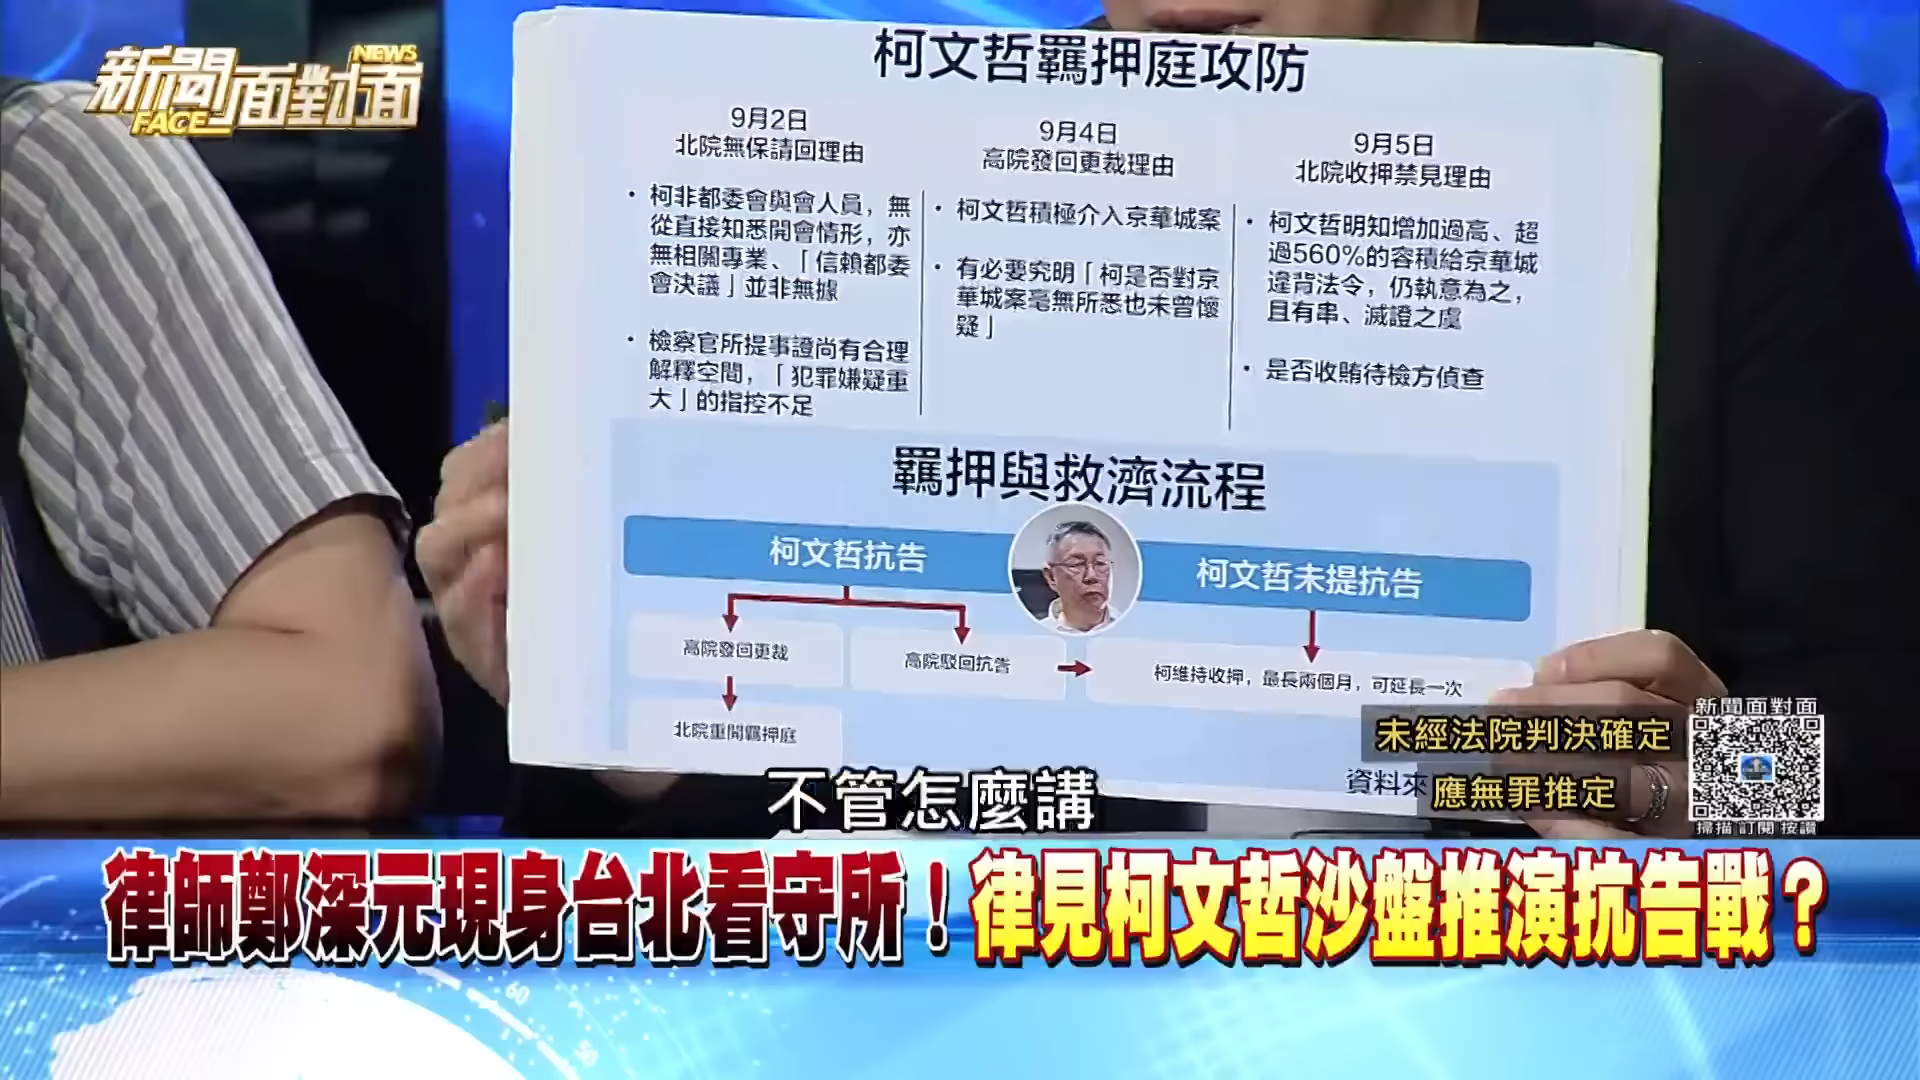 新聞面對面
NEWS
FACE
柯文哲羈押庭攻防
9月2日
北院無保請回理由
• 柯非都委會與會人員，無
從直接知悉開會情形，亦
無相關專業、「信賴都委
會決議」並非無據
• 檢察官所提事證尚有合理
解釋空間，「犯罪嫌疑重
大」的指控不足
9月4日
高院發回更裁理由
• 柯文哲積極介入京華城案
• 有必要究明「柯是否對京
華城案毫無所悉也未曾懷
疑」
9月5日
北院收押禁見理由
• 柯文哲明知增加過高、超
過560%的容積給京華城
違背法令，仍執意為之，
且有串、滅證之虞
• 是否收賄待檢方偵查
羈押與救濟流程
柯文哲抗告
柯文哲未提抗告
高院發回更裁
高院駁回抗告
柯維持收押，最長兩個月，可延長一次
北院重開羈押庭
資料來
未經法院判決確定
應無罪推定
新聞面對面
掃描 訂閱 按讚
不管怎麼講
律師鄭深元現身台北看守所！律見柯文哲沙盤推演抗告戰？
60
50